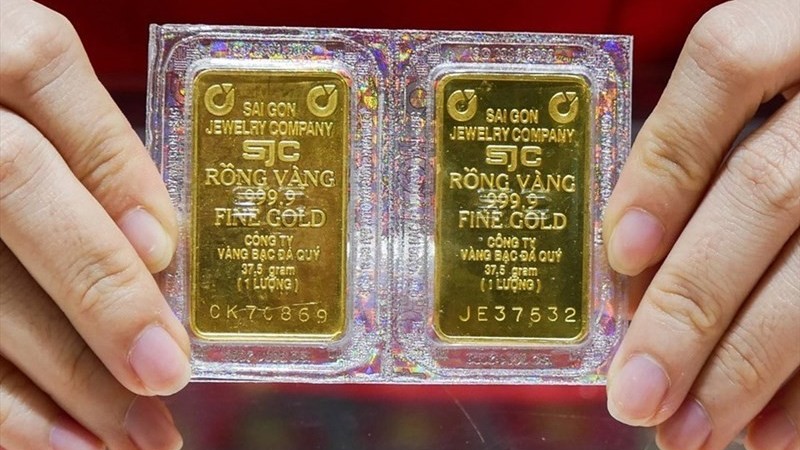 SAI GON
JEWELRY COMPANY
SJC
RỒNG VÀNG
999.9
FINE GOLD
CÔNG TY
VÀNG BẠC ĐÁ QUÝ
37,5 gram
(1 LƯỢNG)
CK70869
SAI GON
JEWELRY COMPANY
SJC
RỒNG VÀNG
999.9
FINE GOLD
CÔNG TY
VÀNG BẠC ĐÁ QUÝ
37,5 gram
(1 LƯỢNG)
JE37532